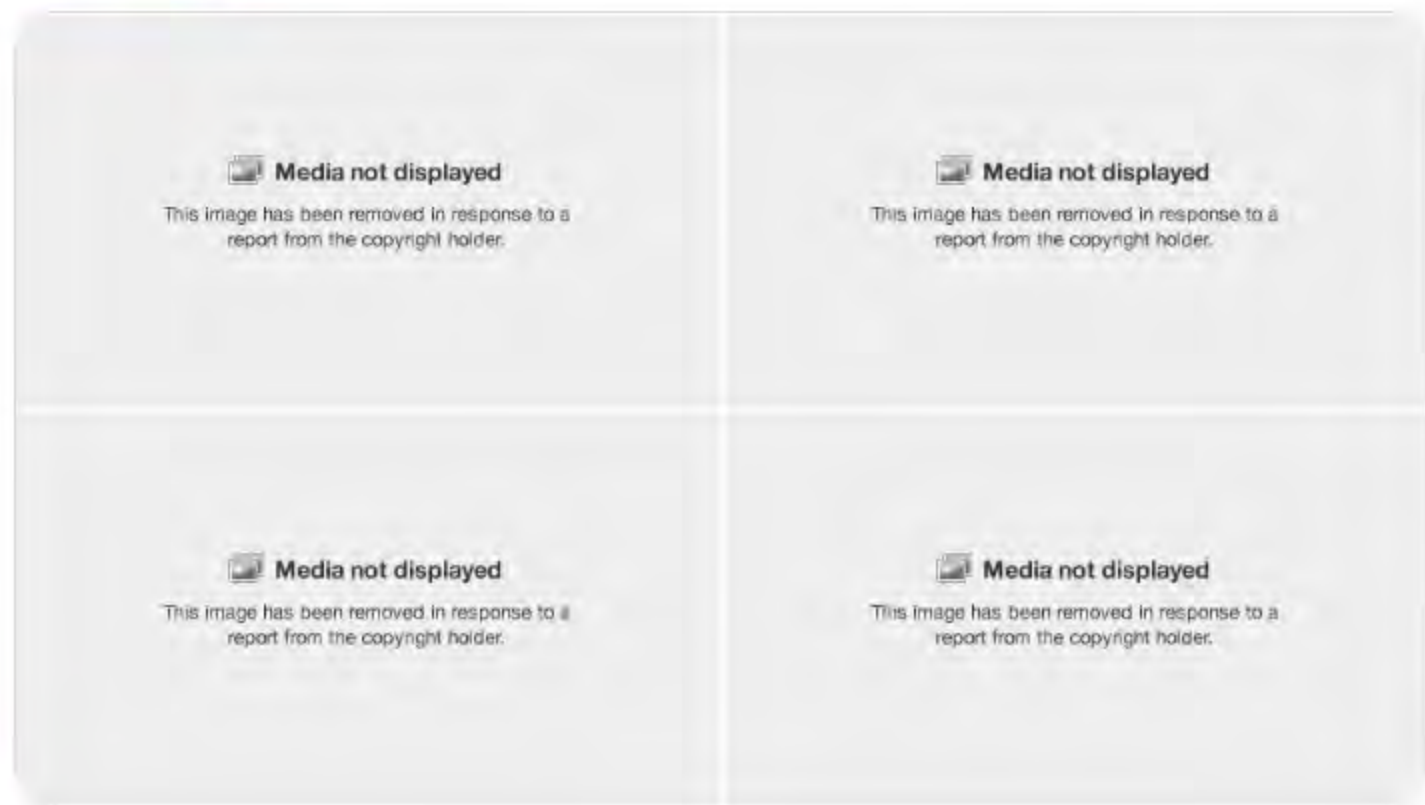 Media not displayed
This image has been removed in response to a
report from the copyright holder.
Media not displayed
This image has been removed in response to a
report from the copyright holder.
Media not displayed
This image has been removed in response to a
report from the copyright holder.
Media not displayed
This image has been removed in response to a
report from the copyright holder.